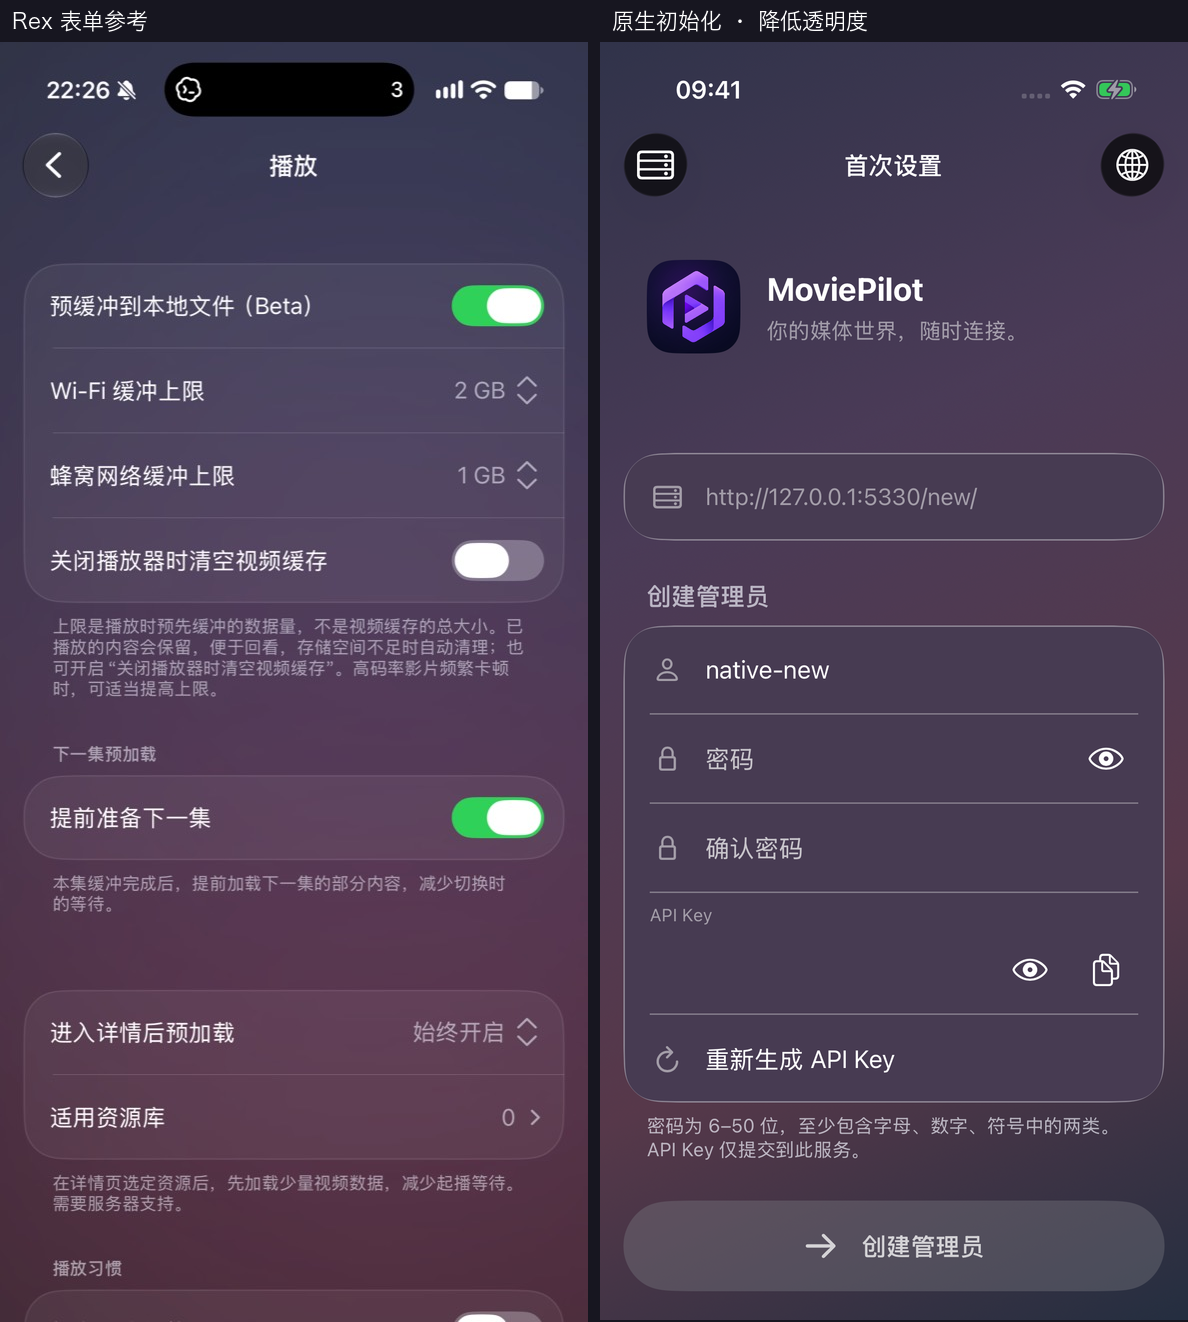 Rex 表单参考
22:26
3
播放
预缓冲到本地文件（Beta）
Wi-Fi 缓冲上限
2 GB
蜂窝网络缓冲上限
1 GB
关闭播放器时清空视频缓存
上限是播放时预先缓冲的数据量，不是视频缓存的总大小。已
播放的内容会保留，便于回看，存储空间不足时自动清理；也
可开启“关闭播放器时清空视频缓存”。高码率影片频繁卡顿
时，可适当提高上限。
下一集预加载
提前准备下一集
本集缓冲完成后，提前加载下一集的部分内容，减少切换时
的等待。
进入详情后预加载
始终开启
适用资源库
0
在详情页选定资源后，先加载少量视频数据，减少起播等待。
需要服务器支持。
播放习惯
原生初始化 · 降低透明度
09:41
首次设置
MoviePilot
你的媒体世界，随时连接。
http://127.0.0.1:5330/new/
创建管理员
native-new
密码
确认密码
API Key
重新生成 API Key
密码为 6–50 位，至少包含字母、数字、符号中的两类。
API Key 仅提交到此服务。
创建管理员